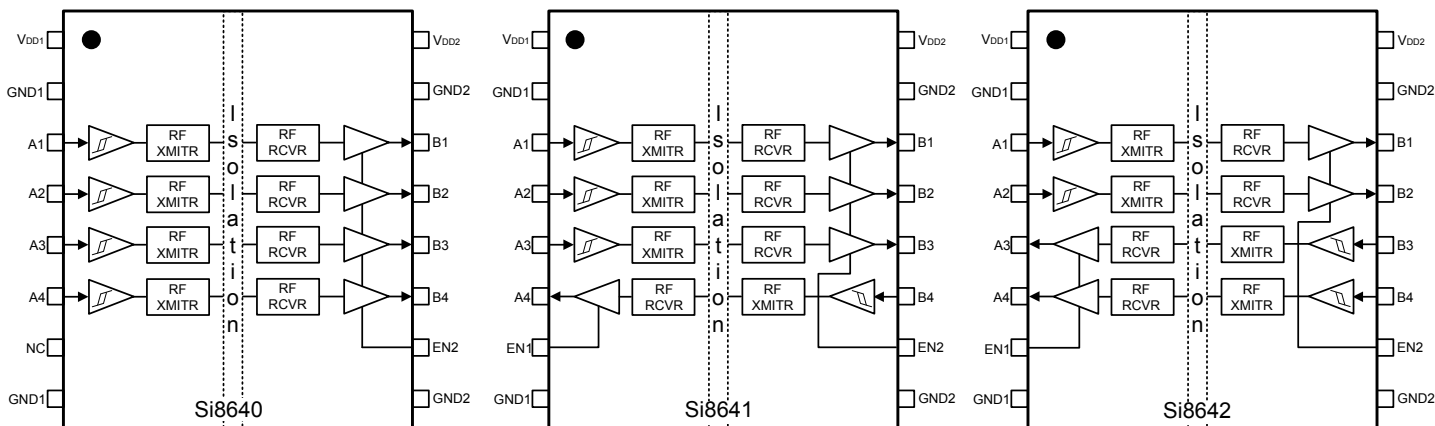 VDD1
GND1
A1
A2
A3
A4
NC
GND1
RF XMITR
RF XMITR
RF XMITR
RF XMITR
Isolation
RF RCVR
RF RCVR
RF RCVR
RF RCVR
VDD2
GND2
B1
B2
B3
B4
EN2
GND2
Si8640
VDD1
GND1
A1
A2
A3
A4
EN1
GND1
RF XMITR
RF XMITR
RF XMITR
RF RCVR
Isolation
RF RCVR
RF RCVR
RF RCVR
RF XMITR
VDD2
GND2
B1
B2
B3
B4
EN2
GND2
Si8641
VDD1
GND1
A1
A2
A3
A4
EN1
GND1
RF XMITR
RF XMITR
RF RCVR
RF RCVR
Isolation
RF RCVR
RF RCVR
RF XMITR
RF XMITR
VDD2
GND2
B1
B2
B3
B4
EN2
GND2
Si8642